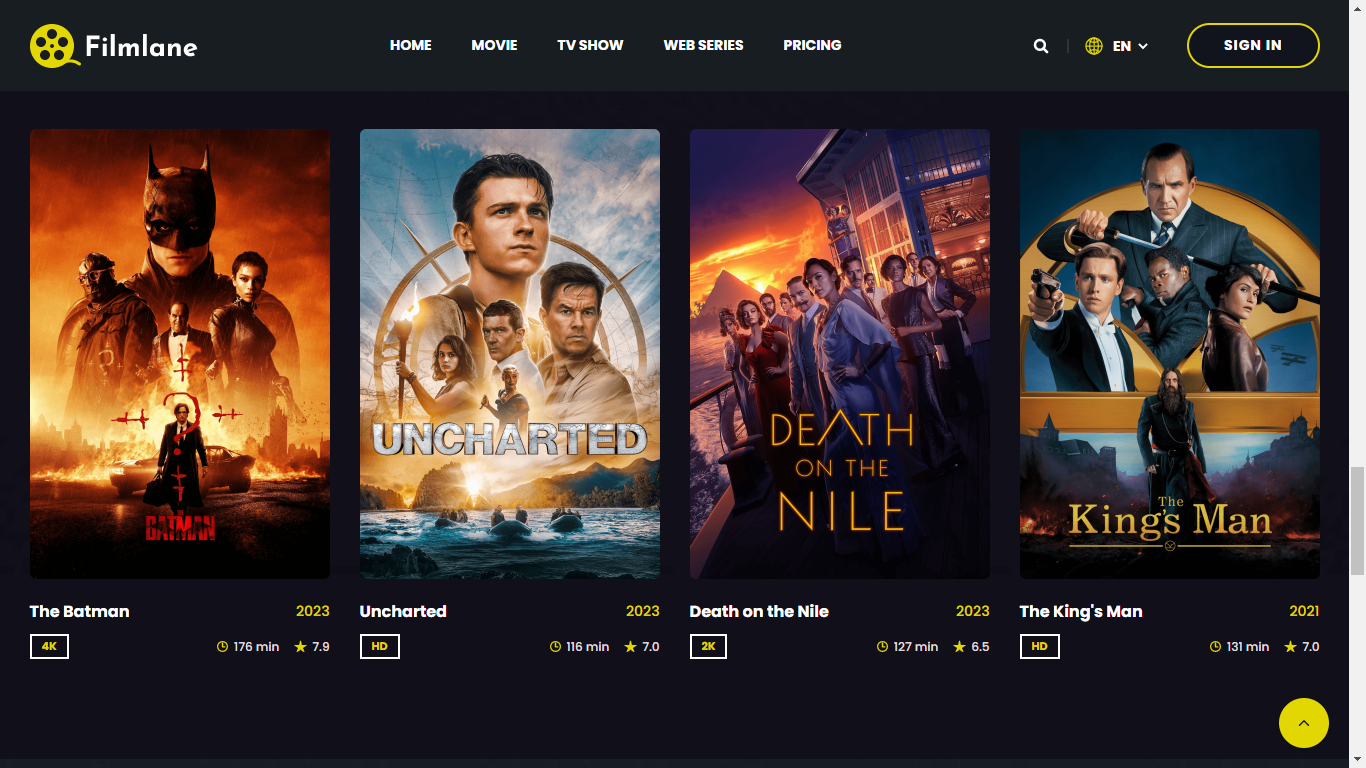 Filmlane
HOME MOVIE TV SHOW WEB SERIES PRICING
EN
SIGN IN
THE BATMAN
UNCHARTED
DEATH
ON THE
NILE
The
King's Man
The Batman 2023
4K 176 min 7.9
Uncharted 2023
HD 116 min 7.0
Death on the Nile 2023
2K 127 min 6.5
The King's Man 2021
HD 131 min 7.0